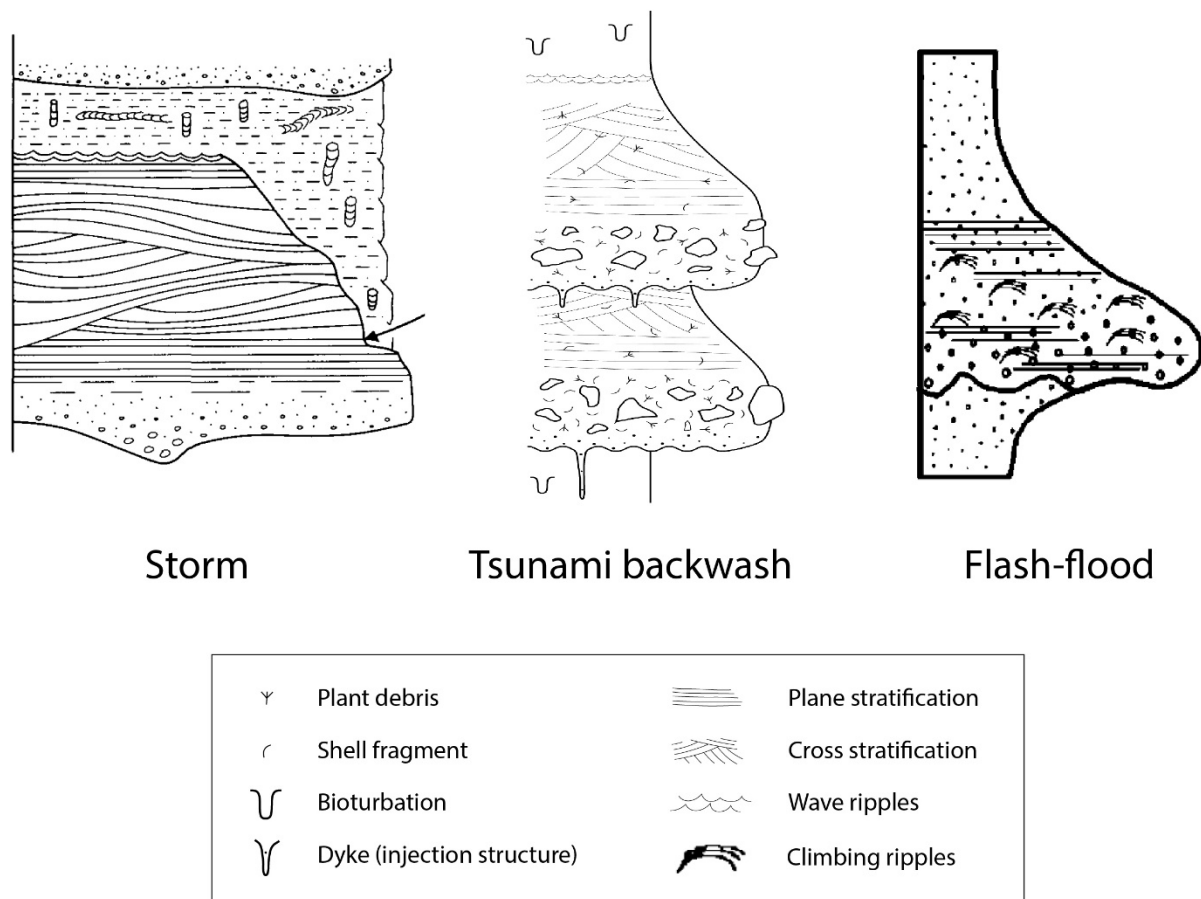 Storm
Tsunami backwash
Flash-flood
Plant debris
Shell fragment
Bioturbation
Dyke (injection structure)
Plane stratification
Cross stratification
Wave ripples
Climbing ripples